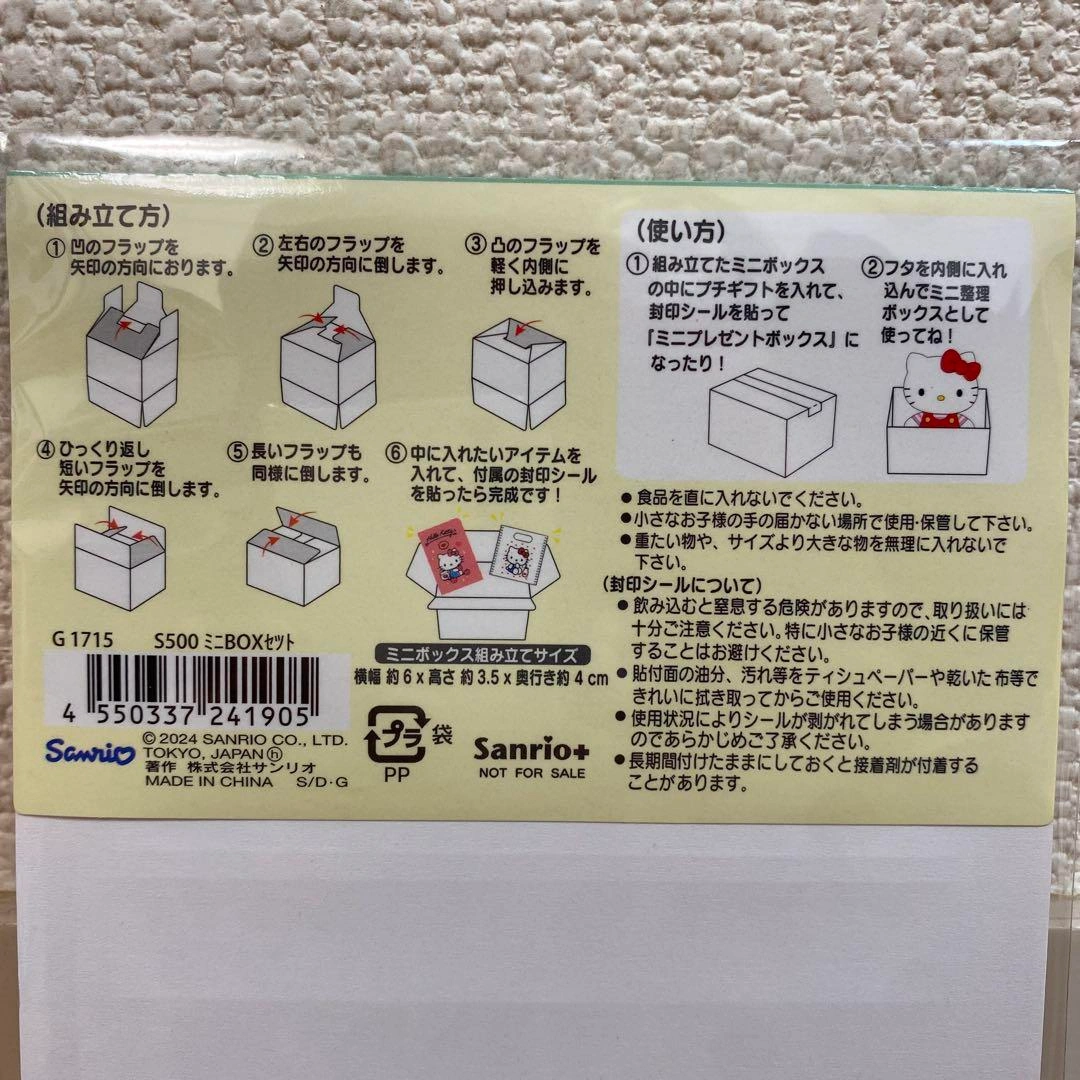 (組み立て方)
① 凹のフラップを
矢印の方向におります。
② 左右のフラップを
矢印の方向に倒します。
③ 凸のフラップを
軽く内側に
押し込みます。
④ ひっくり返し
短いフラップを
矢印の方向に倒します。
⑤ 長いフラップも
同様に倒します。
⑥ 中に入れたいアイテムを
入れて、付属の封印シール
を貼ったら完成です!
Hello Kitty
G 1715 S500 ミニBOXセット
4 550337 241905
ミニボックス組み立てサイズ
横幅 約 6 x 高さ 約 3.5 x 奥行き約 4 cm
Sanrio
© 2024 SANRIO CO., LTD.
TOKYO, JAPAN ⓗ
著作 株式会社サンリオ
MADE IN CHINA S/D・G
プラ 袋
PP
Sanrio+
NOT FOR SALE
(使い方)
① 組み立てたミニボックス
の中にプチギフトを入れて、
封印シールを貼って
『ミニプレゼントボックス』に
なったり!
② フタを内側に入れ
込んでミニ整理
ボックスとして
使ってね!
● 食品を直に入れないでください。
● 小さなお子様の手の届かない場所で使用・保管して下さい。
● 重たい物や、サイズより大きな物を無理に入れないで
下さい。
(封印シールについて)
● 飲み込むと窒息する危険がありますので、取り扱いには
十分ご注意ください。特に小さなお子様の近くに保管
することはお避けください。
● 貼付面の油分、汚れ等をティシュペーパーや乾いた布等で
きれいに拭き取ってからご使用ください。
● 使用状況によりシールが剥がれてしまう場合があります
のであらかじめご了承ください。
● 長期間付けたままにしておくと接着剤が付着する
ことがあります。